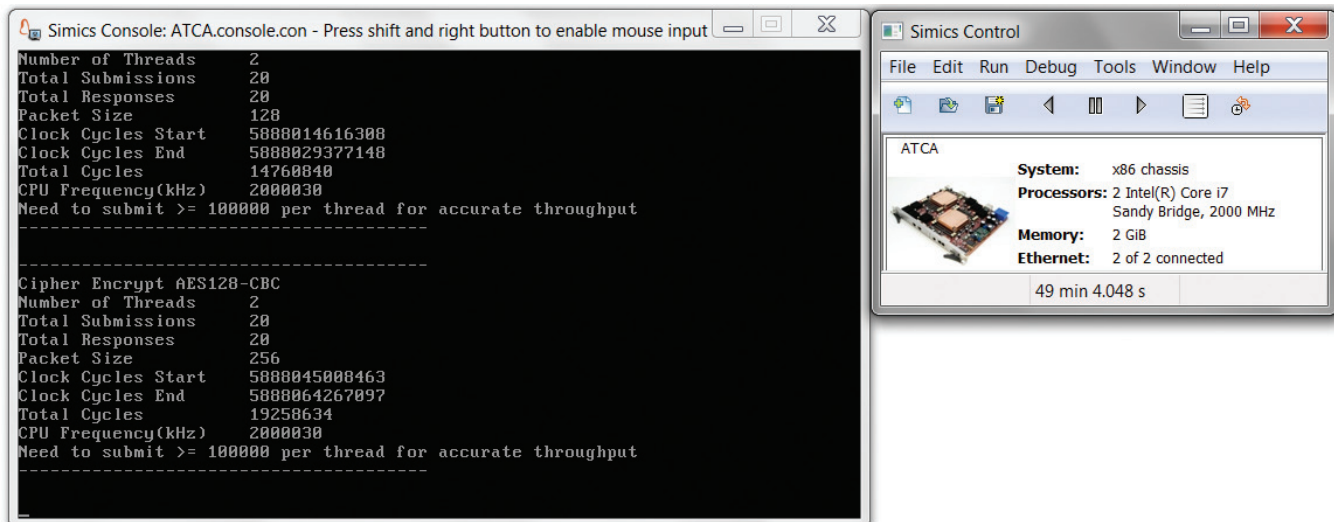 Simics Console: ATCA.console.con - Press shift and right button to enable mouse input
Number of Threads 2
Total Submissions 20
Total Responses 20
Packet Size 128
Clock Cycles Start 5888014616308
Clock Cycles End 5888029377148
Total Cycles 14760840
CPU Frequency(kHz) 2000030
Need to submit >= 100000 per thread for accurate throughput
---------------------------------------
---------------------------------------
Cipher Encrypt AES128-CBC
Number of Threads 2
Total Submissions 20
Total Responses 20
Packet Size 256
Clock Cycles Start 5888045008463
Clock Cycles End 5888064267097
Total Cycles 19258634
CPU Frequency(kHz) 2000030
Need to submit >= 100000 per thread for accurate throughput
---------------------------------------
Simics Control
File Edit Run Debug Tools Window Help
ATCA
System: x86 chassis
Processors: 2 Intel(R) Core i7
Sandy Bridge, 2000 MHz
Memory: 2 GiB
Ethernet: 2 of 2 connected
49 min 4.048 s